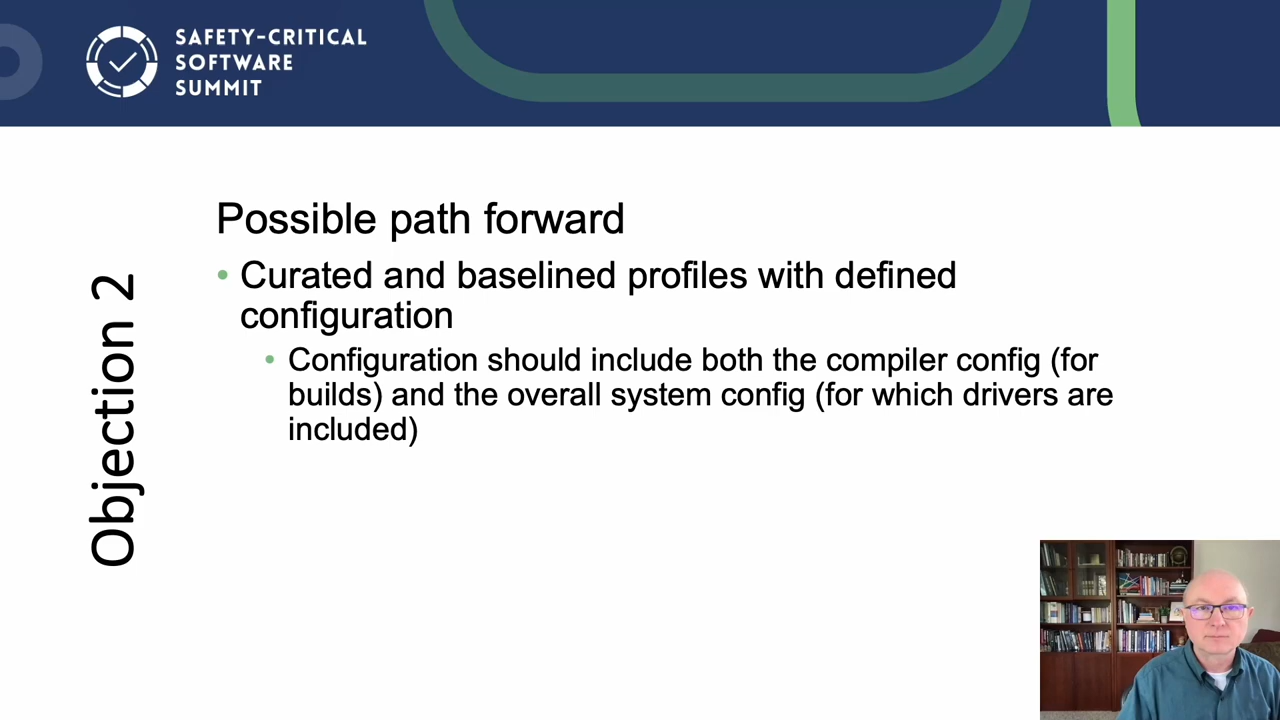 SAFETY-CRITICAL
SOFTWARE
SUMMIT
Objection 2
Possible path forward
• Curated and baselined profiles with defined
configuration
• Configuration should include both the compiler config (for
builds) and the overall system config (for which drivers are
included)